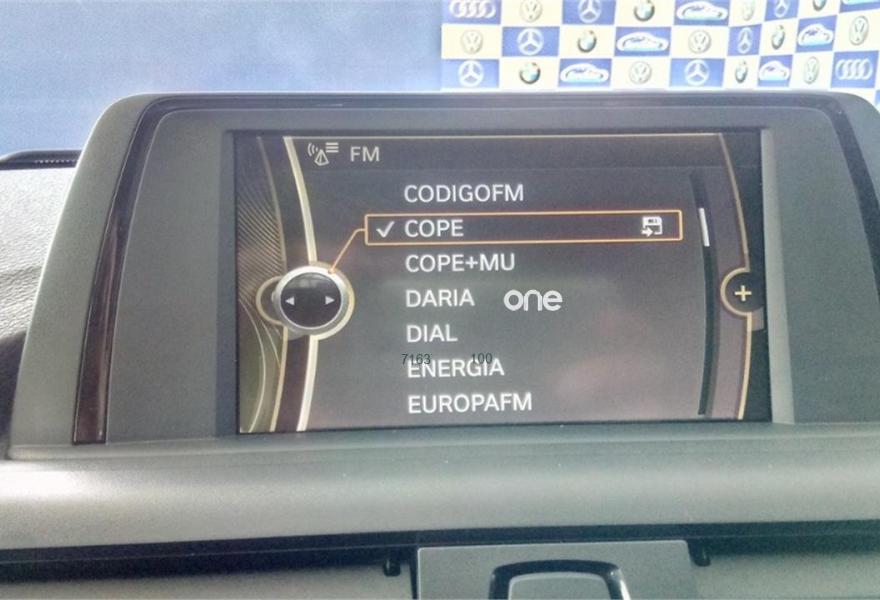 FM
CODIGOFM
COPE
COPE+MU
DARIA
one
DIAL
7163 100
ENERGIA
EUROPAFM